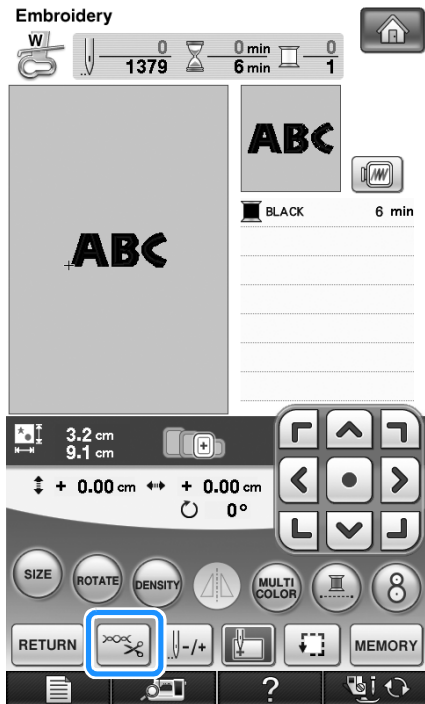 Embroidery
W
0 0 min 0
1379 6 min 1
ABC
ABC
BLACK 6 min
3.2 cm
9.1 cm
+ 0.00 cm + 0.00 cm
0°
SIZE
ROTATE
DENSITY
MULTI
COLOR
8
RETURN
-/+
MEMORY
?